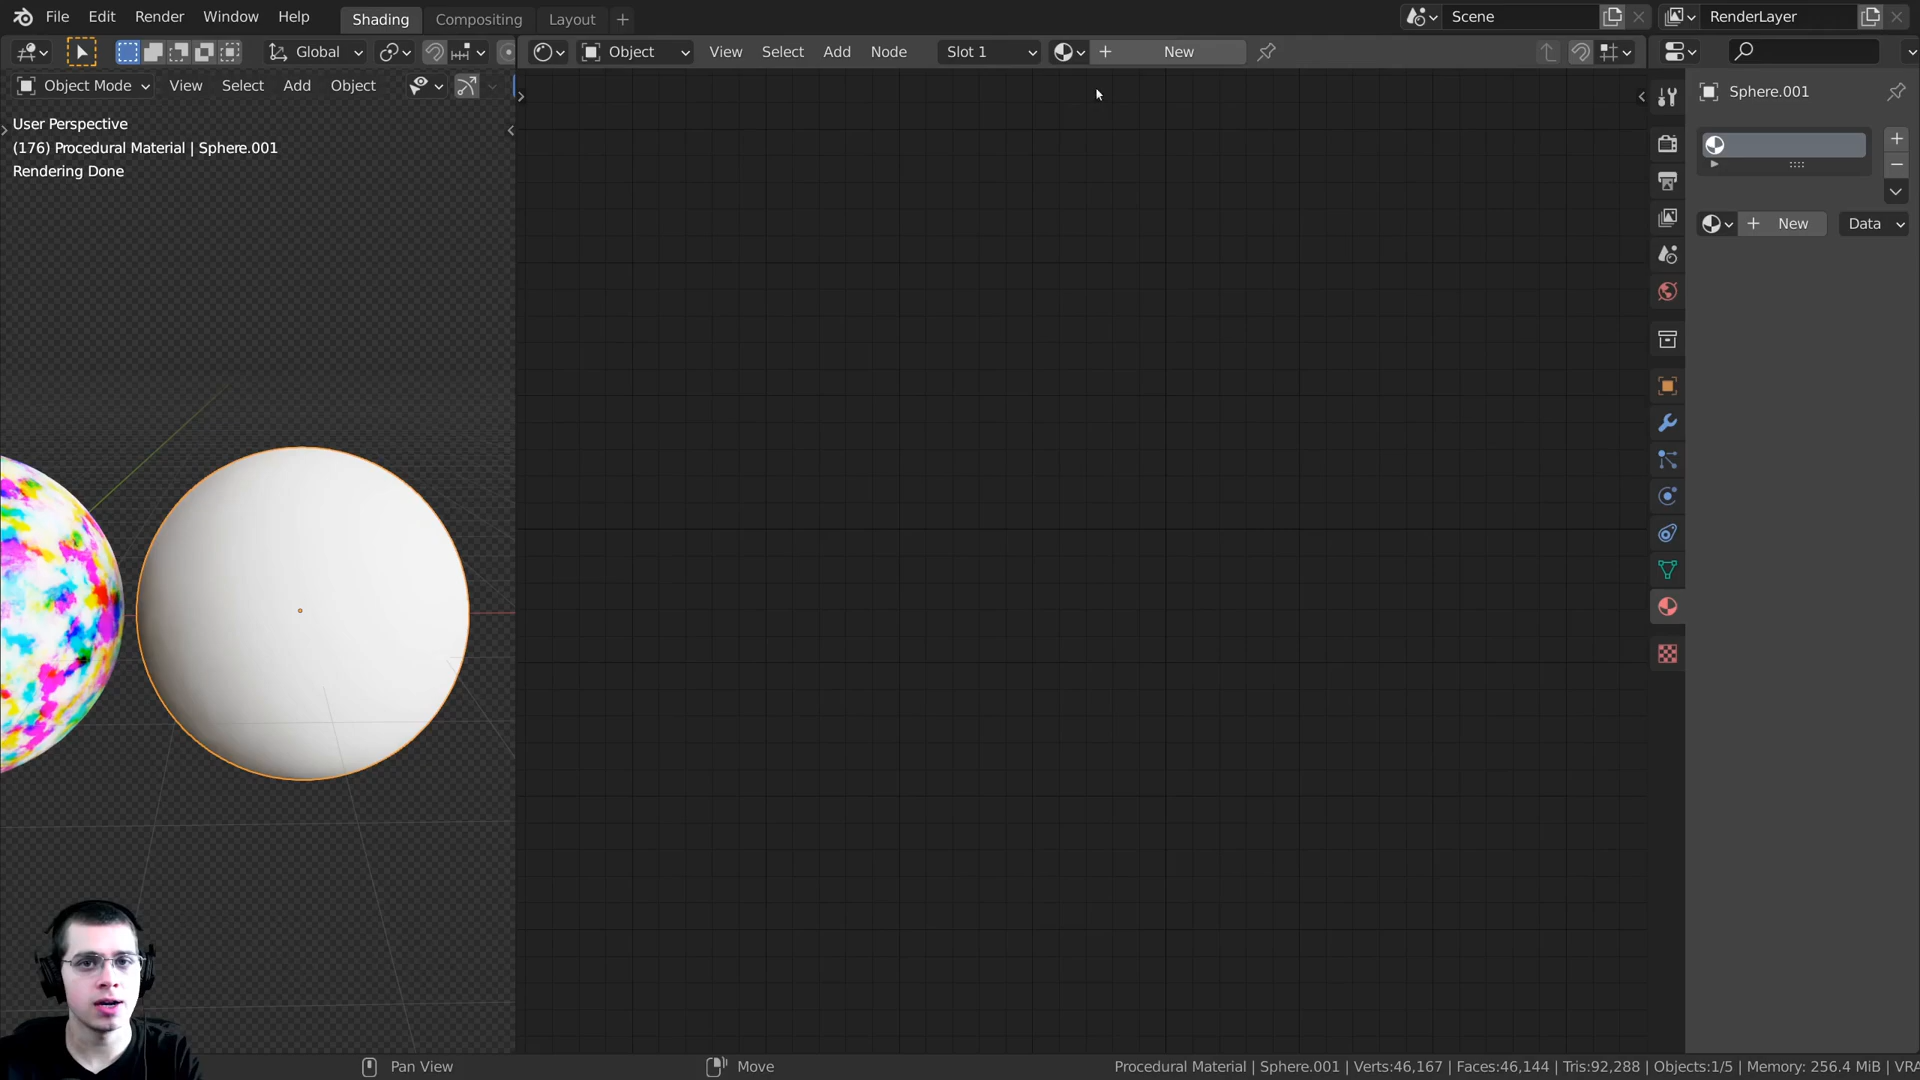 File Edit Render Window Help Shading Compositing Layout Scene RenderLayer
Global Object View Select Add Node Slot 1 New
Object Mode View Select Add Object
Sphere.001
User Perspective
(176) Procedural Material | Sphere.001
Rendering Done
New Data
Pan View Move Procedural Material | Sphere.001 | Verts:46,167 | Faces:46,144 | Tris:92,288 | Objects:1/5 | Memory: 256.4 MiB | VRA